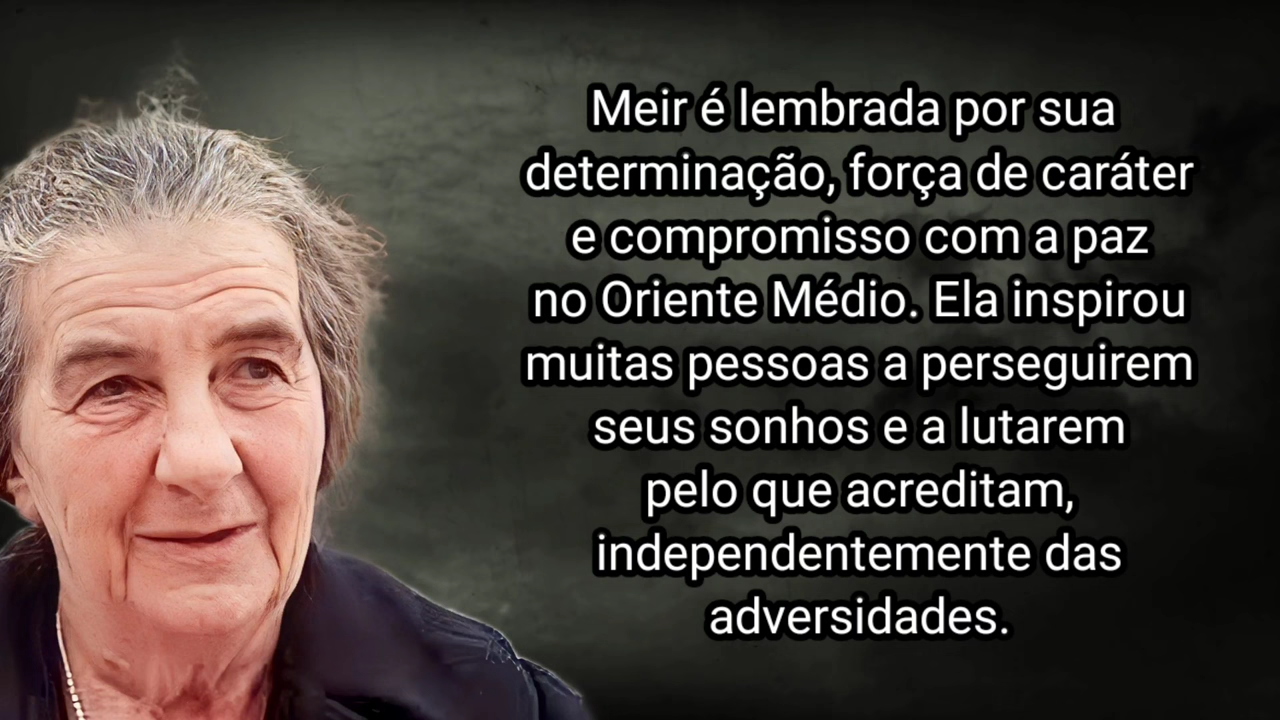 Meir é lembrada por sua
determinação, força de caráter
e compromisso com a paz
no Oriente Médio. Ela inspirou
muitas pessoas a perseguirem
seus sonhos e a lutarem
pelo que acreditam,
independentemente das
adversidades.